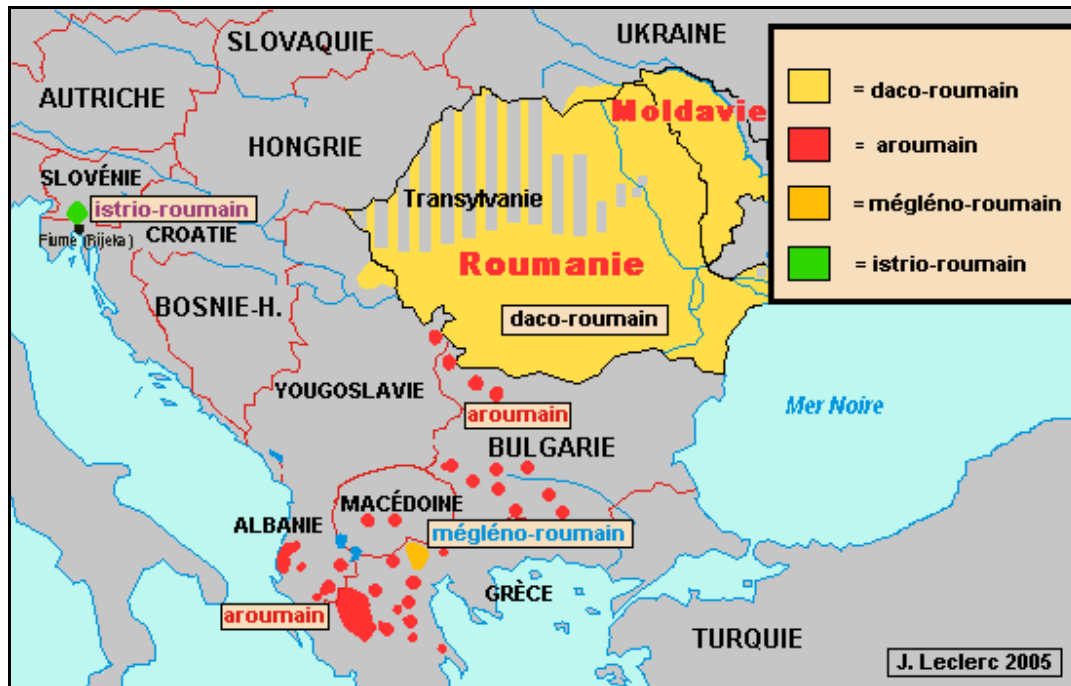 SLOVAQUIE
UKRAINE
AUTRICHE
HONGRIE
Moldavie
= daco-roumain
= aroumain
= mégléno-roumain
= istrio-roumain
SLOVÉNIE
istrio-roumain
Transylvanie
Fiume (Rijeka)
CROATIE
Roumanie
BOSNIE-H.
daco-roumain
YOUGOSLAVIE
aroumain
Mer Noire
BULGARIE
MACÉDOINE
ALBANIE
mégléno-roumain
GRÈCE
aroumain
TURQUIE
J. Leclerc 2005